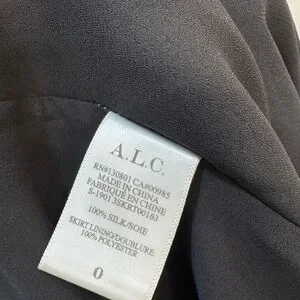 A.L.C.
RN#130801 CA#00985
MADE IN CHINA
FABRIQUÉ EN CHINE
S-1901 3SKRT00163
100% SILK/SOIE
SKIRT LINING/DOUBLURE:
100% POLYESTER
0